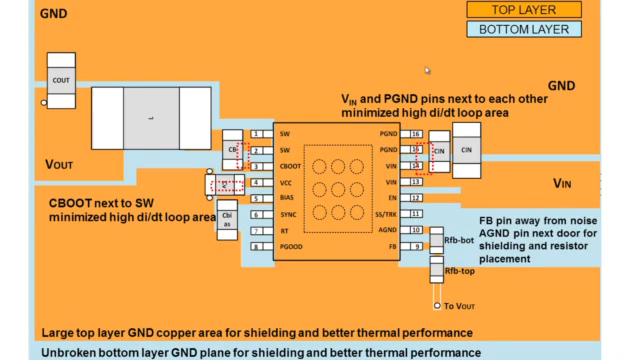 GND
TOP LAYER
BOTTOM LAYER
COUT
L
VIN and PGND pins next to each other
minimized high di/dt loop area
GND
VOUT
CB
CIN
CIN
VIN
1 SW
2 SW
3 CBOOT
4 VCC
5 BIAS
6 SYNC
7 RT
8 PGOOD
PGND 16
PGND 15
VIN 14
VIN 13
EN 12
SS/TRK 11
AGND 10
FB 9
CBOOT next to SW
minimized high di/dt loop area
Cbi
as
FB pin away from noise
AGND pin next door for
shielding and resistor
placement
Rfb-bot
Rfb-top
To VOUT
Large top layer GND copper area for shielding and better thermal performance
Unbroken bottom layer GND plane for shielding and better thermal performance